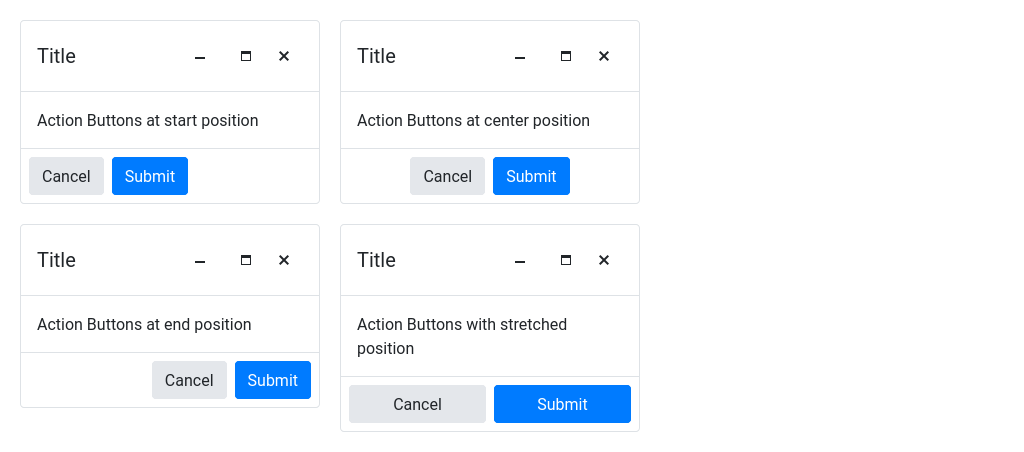 Title
Action Buttons at start position
Cancel Submit
Title
Action Buttons at center position
Cancel Submit
Title
Action Buttons at end position
Cancel Submit
Title
Action Buttons with stretched
position
Cancel Submit